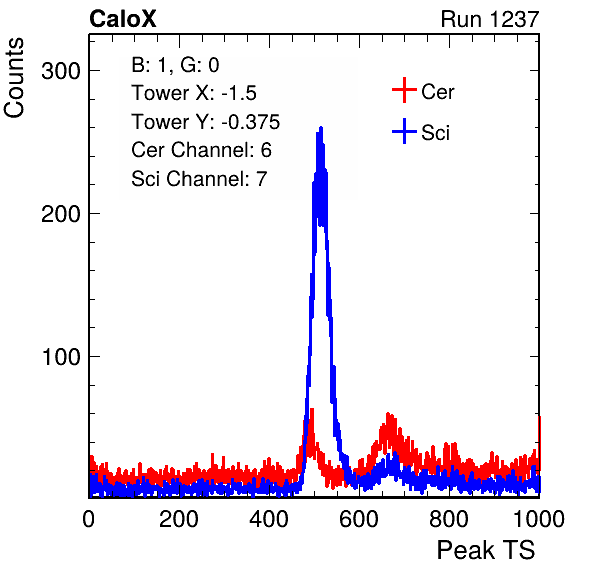 CaloX Run 1237
Counts
300
200
100
B: 1, G: 0
Tower X: -1.5
Tower Y: -0.375
Cer Channel: 6
Sci Channel: 7
Cer
Sci
0 200 400 600 800 1000
Peak TS